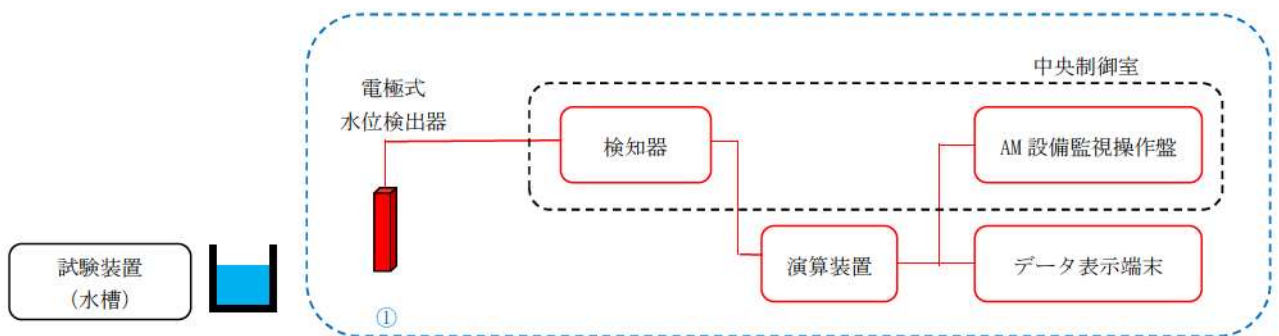 中央制御室
電極式
水位検出器
検知器
AM 設備監視操作盤
試験装置
(水槽)
演算装置
データ表示端末
①